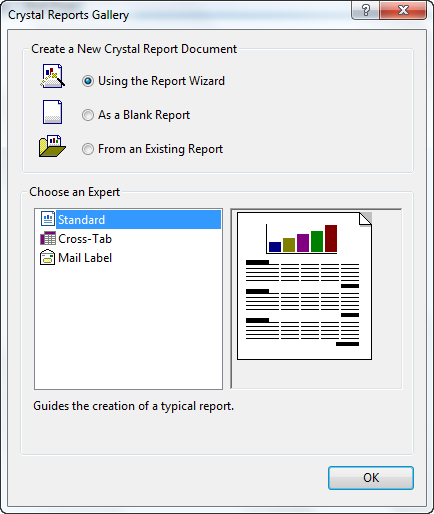 Crystal Reports Gallery
Create a New Crystal Report Document
Using the Report Wizard
As a Blank Report
From an Existing Report
Choose an Expert
Standard
Cross-Tab
Mail Label
Guides the creation of a typical report.
OK